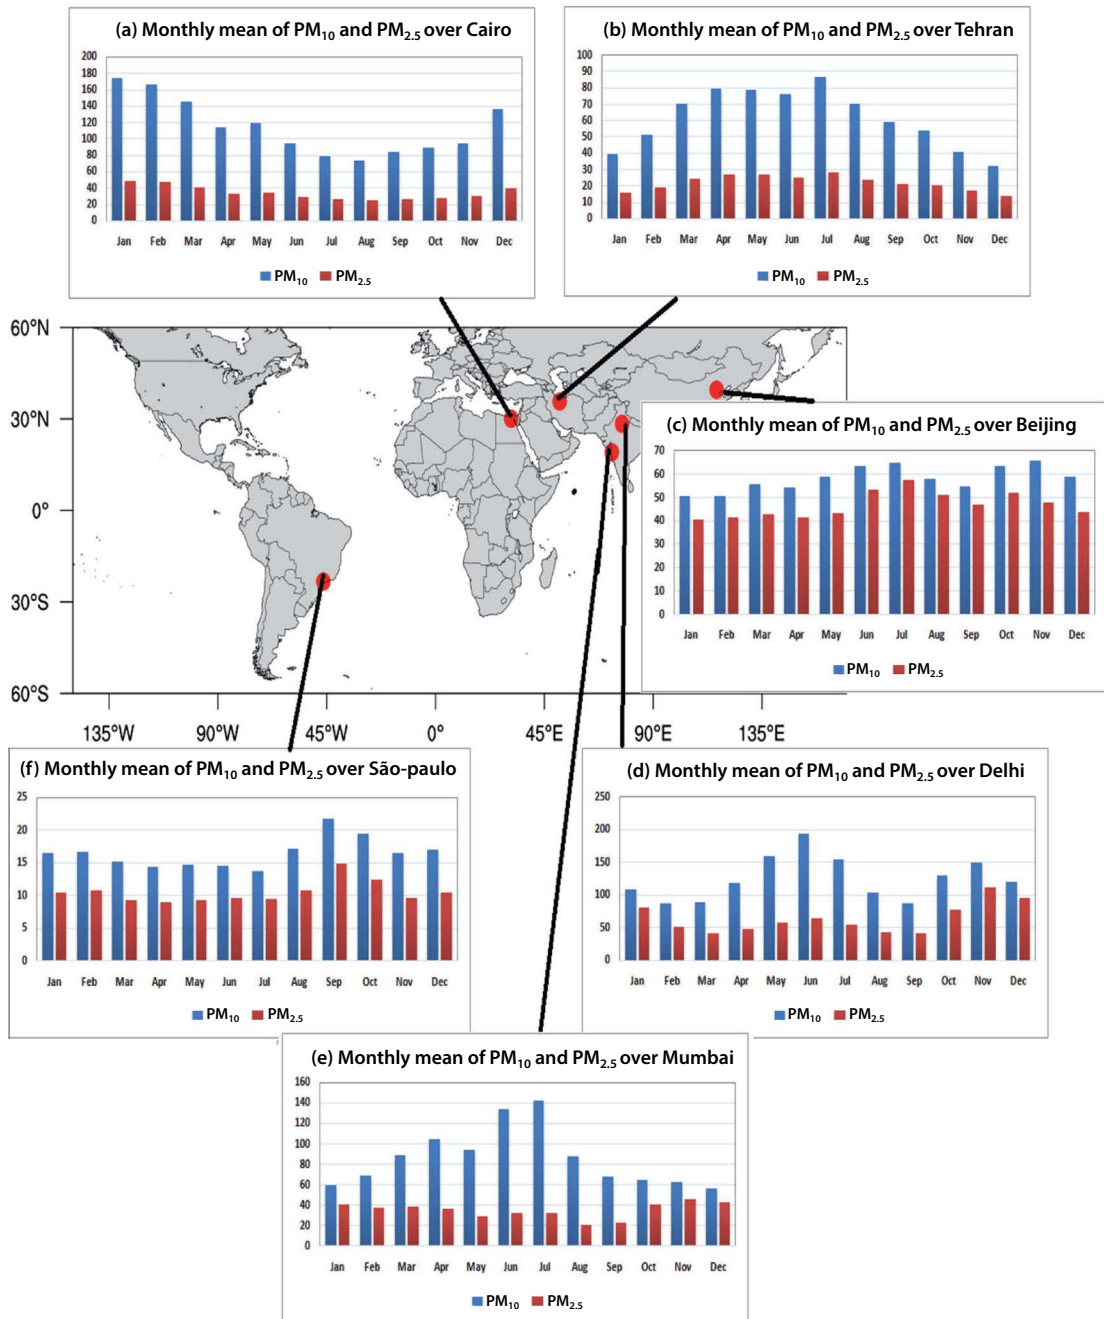 (a) Monthly mean of PM10 and PM2.5 over Cairo
200
180
160
140
120
100
80
60
40
20
0
Jan Feb Mar Apr May Jun Jul Aug Sep Oct Nov Dec
PM10 PM2.5
(b) Monthly mean of PM10 and PM2.5 over Tehran
100
90
80
70
60
50
40
30
20
10
0
Jan Feb Mar Apr May Jun Jul Aug Sep Oct Nov Dec
PM10 PM2.5
60°N
30°N
0°
30°S
60°S
135°W 90°W 45°W 0° 45°E 90°E 135°E
(c) Monthly mean of PM10 and PM2.5 over Beijing
70
60
50
40
30
20
10
0
Jan Feb Mar Apr May Jun Jul Aug Sep Oct Nov Dec
PM10 PM2.5
(f) Monthly mean of PM10 and PM2.5 over São-paulo
25
20
15
10
5
0
Jan Feb Mar Apr May Jun Jul Aug Sep Oct Nov Dec
PM10 PM2.5
(d) Monthly mean of PM10 and PM2.5 over Delhi
250
200
150
100
50
0
Jan Feb Mar Apr May Jun Jul Aug Sep Oct Nov Dec
PM10 PM2.5
(e) Monthly mean of PM10 and PM2.5 over Mumbai
160
140
120
100
80
60
40
20
0
Jan Feb Mar Apr May Jun Jul Aug Sep Oct Nov Dec
PM10 PM2.5